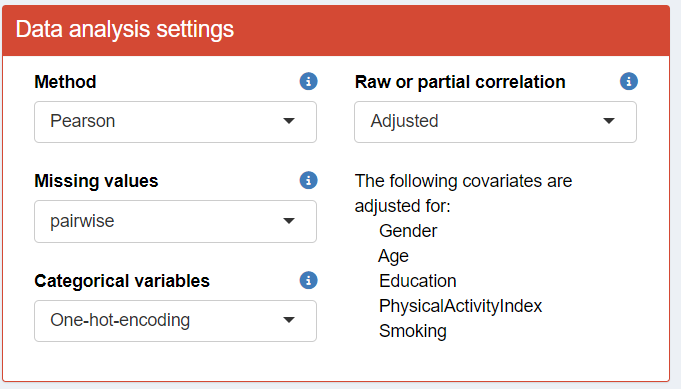 Data analysis settings
Method
Pearson
Missing values
pairwise
Categorical variables
One-hot-encoding
Raw or partial correlation
Adjusted
The following covariates are
adjusted for:
Gender
Age
Education
PhysicalActivityIndex
Smoking